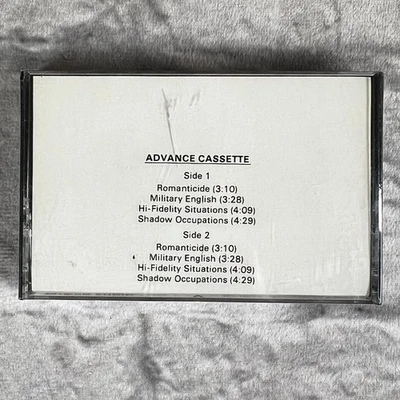 ADVANCE CASSETTE
Side 1
Romanticide (3:10)
Military English (3:28)
Hi-Fidelity Situations (4:09)
Shadow Occupations (4:29)
Side 2
Romanticide (3:10)
Military English (3:28)
Hi-Fidelity Situations (4:09)
Shadow Occupations (4:29)